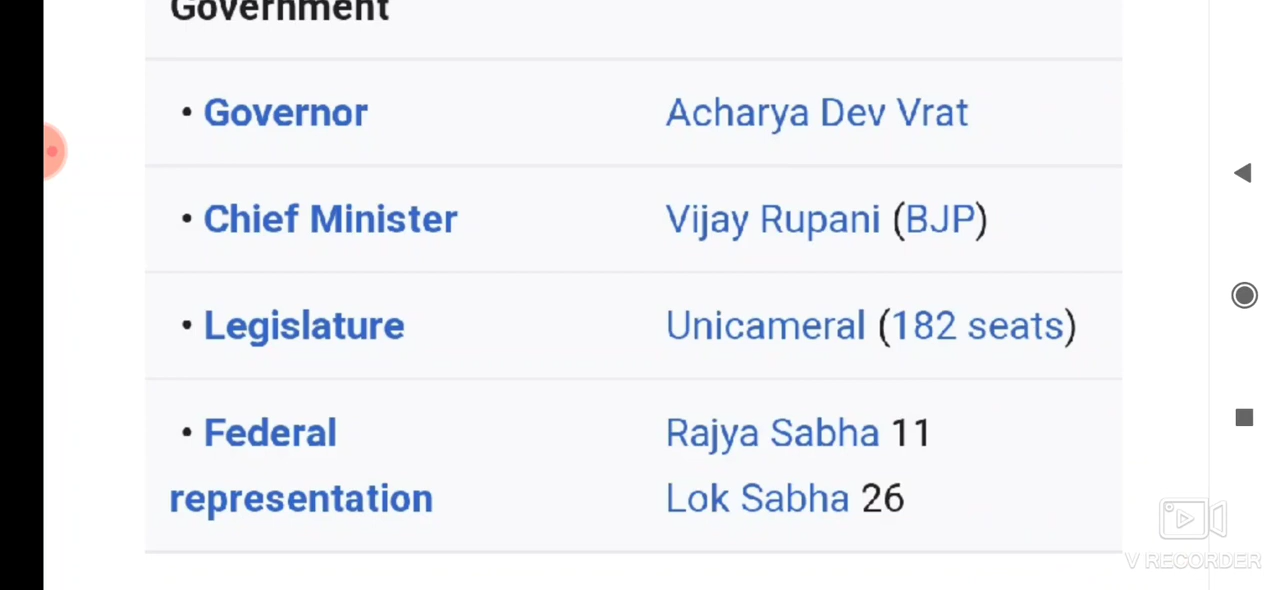 Government
• Governor Acharya Dev Vrat
• Chief Minister Vijay Rupani (BJP)
• Legislature Unicameral (182 seats)
• Federal Rajya Sabha 11
representation Lok Sabha 26
V RECORDER